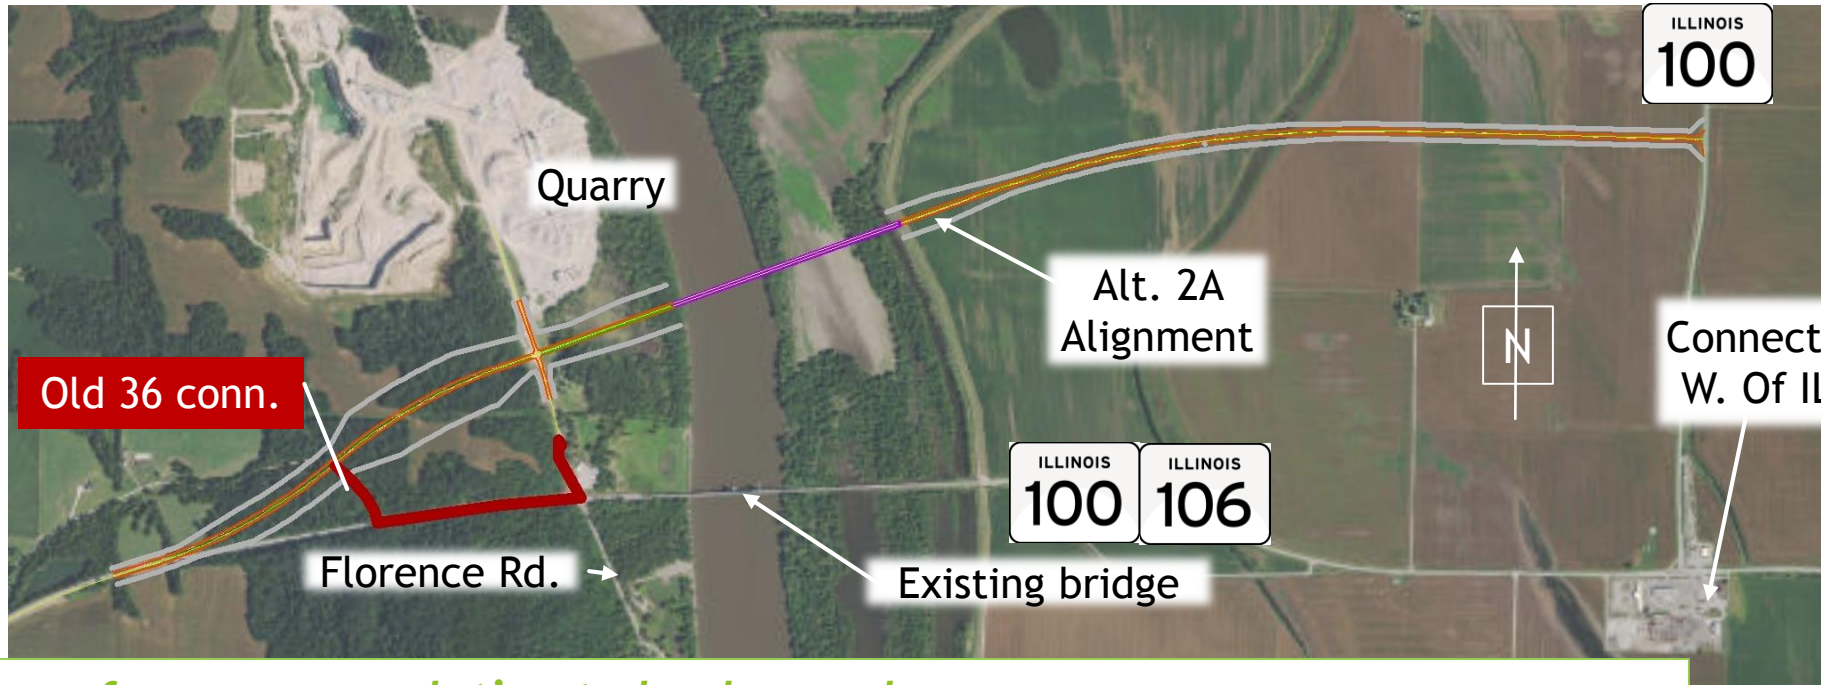 ILLINOIS
100
Quarry
Alt. 2A
Alignment
N
Connect
W. Of IL
Old 36 conn.
ILLINOIS
100
ILLINOIS
106
Florence Rd.
Existing bridge